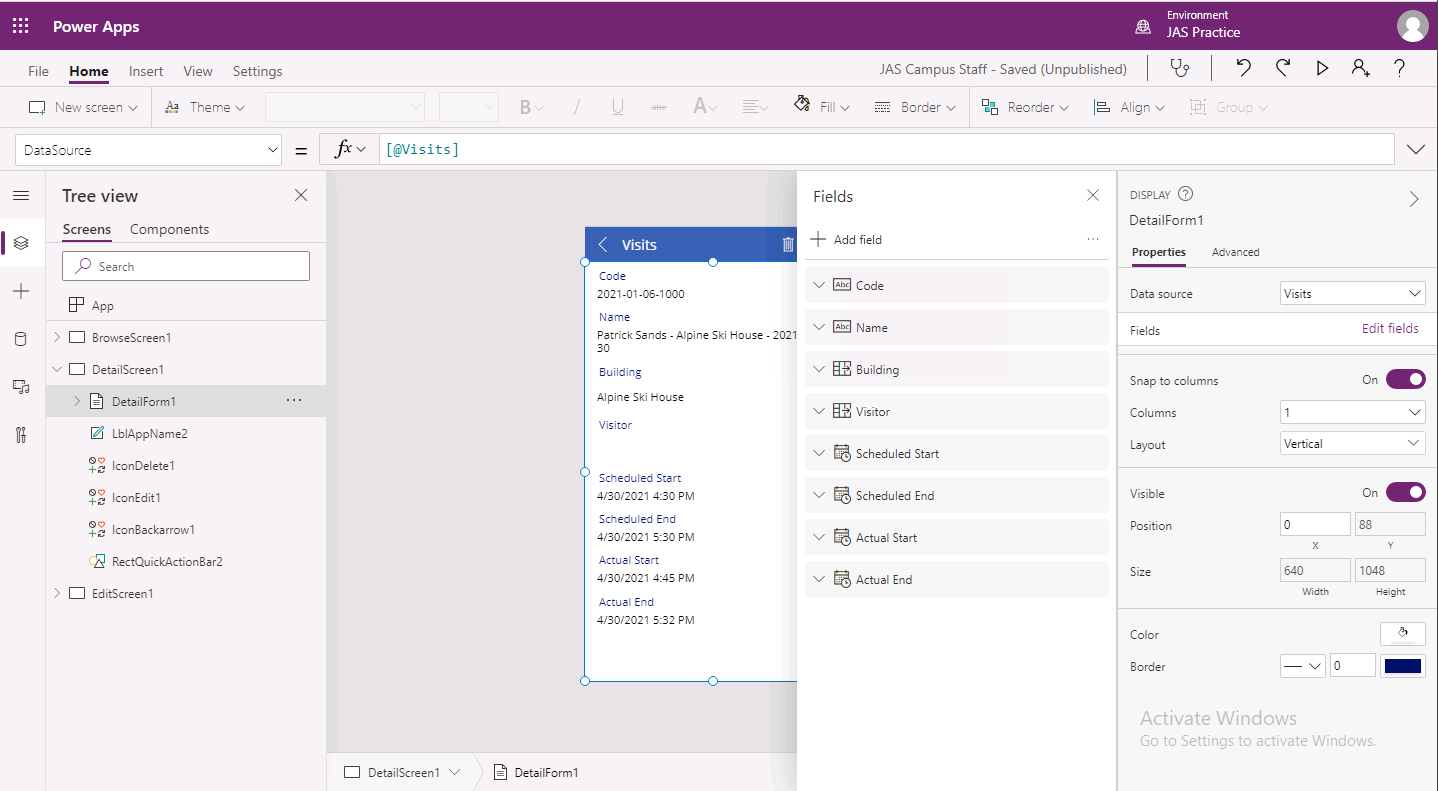 Power Apps
Environment
JAS Practice
File
Home
Insert
View
Settings
JAS Campus Staff - Saved (Unpublished)
?
New screen
Aa
Theme
B
/
U
abc
A
Fill
Border
Reorder
Align
Group
DataSource
=
fx
[@Visits]
Tree view
Screens
Components
Search
App
BrowseScreen1
DetailScreen1
DetailForm1
...
LblAppName2
IconDelete1
IconEdit1
IconBackarrow1
RectQuickActionBar2
EditScreen1
Visits
Code
2021-01-06-1000
Name
Patrick Sands - Alpine Ski House - 2021
30
Building
Alpine Ski House
Visitor
Scheduled Start
4/30/2021 4:30 PM
Scheduled End
4/30/2021 5:30 PM
Actual Start
4/30/2021 4:45 PM
Actual End
4/30/2021 5:32 PM
DetailScreen1
DetailForm1
Fields
Add field
...
Abc Code
Abc Name
Building
Visitor
Scheduled Start
Scheduled End
Actual Start
Actual End
DISPLAY ?
DetailForm1
Properties
Advanced
Data source
Visits
Fields
Edit fields
Snap to columns
On
Columns
1
Layout
Vertical
Visible
On
Position
0
88
X
Y
Size
640
1048
Width
Height
Color
Border
0
Activate Windows
Go to Settings to activate Windows.